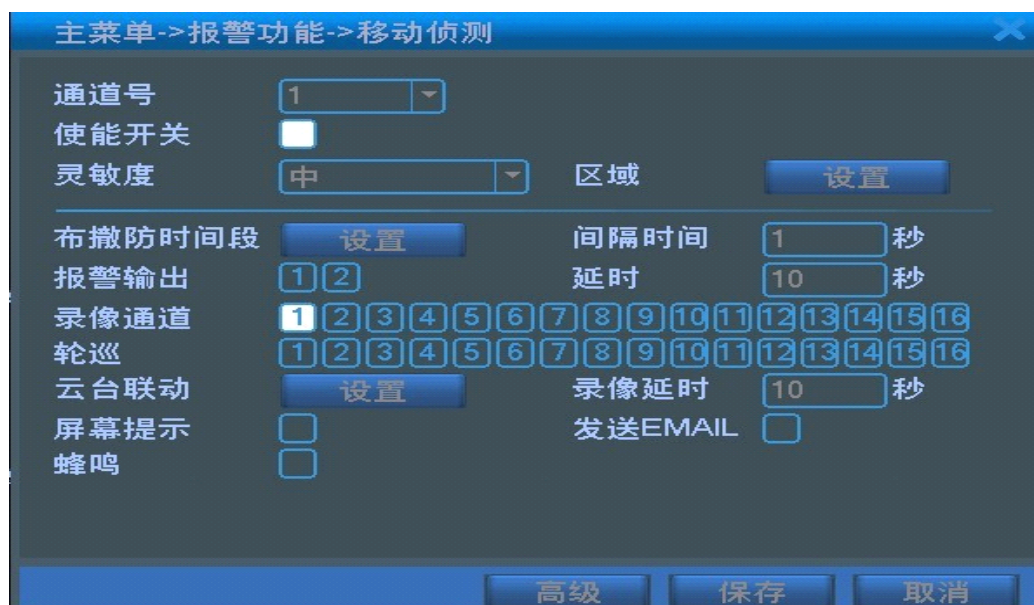 主菜单->报警功能->移动侦测
通道号 1
使能开关
灵敏度 中 区域 设置
布撤防时间段 设置 间隔时间 1 秒
报警输出 1 2 延时 10 秒
录像通道 1 2 3 4 5 6 7 8 9 10 11 12 13 14 15 16
轮巡 1 2 3 4 5 6 7 8 9 10 11 12 13 14 15 16
云台联动 设置 录像延时 10 秒
屏幕提示 发送EMAIL
蜂鸣
高级 保存 取消